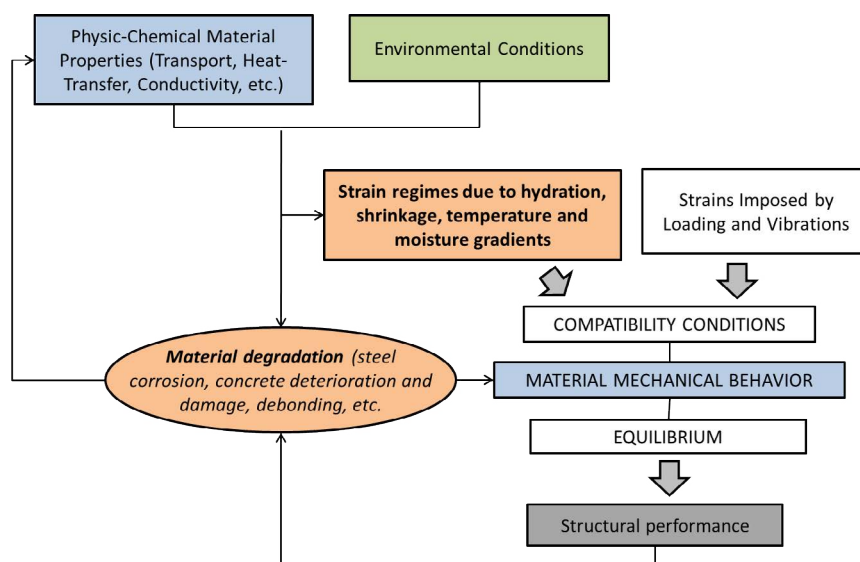 Physic-Chemical Material
Properties (Transport, Heat-
Transfer, Conductivity, etc.)
Environmental Conditions
Strain regimes due to hydration,
shrinkage, temperature and
moisture gradients
Strains Imposed by
Loading and Vibrations
COMPATIBILITY CONDITIONS
Material degradation (steel
corrosion, concrete deterioration and
damage, debonding, etc.
MATERIAL MECHANICAL BEHAVIOR
EQUILIBRIUM
Structural performance